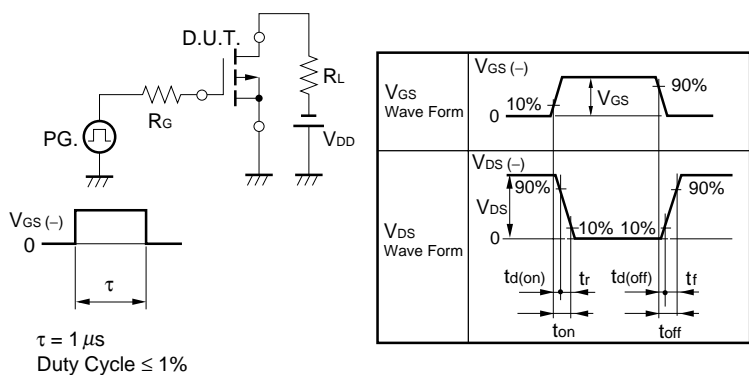 D.U.T.
RL
RG
PG.
VDD
VGS (−)
0
τ
τ = 1 μs
Duty Cycle ≤ 1%
VGS
Wave Form
VGS (−)
10%
90%
VGS
0
VDS
Wave Form
VDS (−)
90%
90%
VDS
10% 10%
0
td(on) tr td(off) tf
ton toff